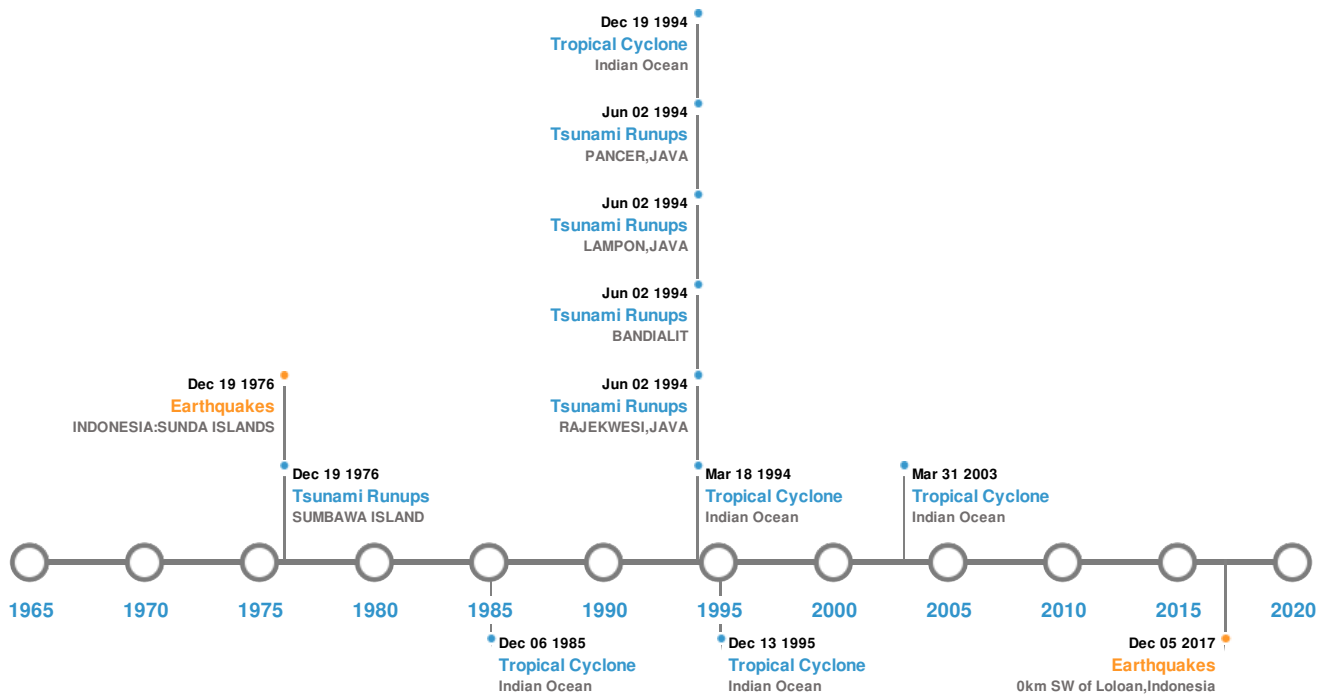 Dec 19 1994
Tropical Cyclone
Indian Ocean
Jun 02 1994
Tsunami Runups
PANCER,JAVA
Jun 02 1994
Tsunami Runups
LAMPON,JAVA
Jun 02 1994
Tsunami Runups
BANDIALIT
Dec 19 1976
Earthquakes
INDONESIA:SUNDA ISLANDS
Jun 02 1994
Tsunami Runups
RAJEKWESI,JAVA
Dec 19 1976
Tsunami Runups
SUMBAWA ISLAND
Mar 18 1994
Tropical Cyclone
Indian Ocean
Mar 31 2003
Tropical Cyclone
Indian Ocean
1965 1970 1975 1980 1985 1990 1995 2000 2005 2010 2015 2020
Dec 06 1985
Tropical Cyclone
Indian Ocean
Dec 13 1995
Tropical Cyclone
Indian Ocean
Dec 05 2017
Earthquakes
0km SW of Loloan,Indonesia